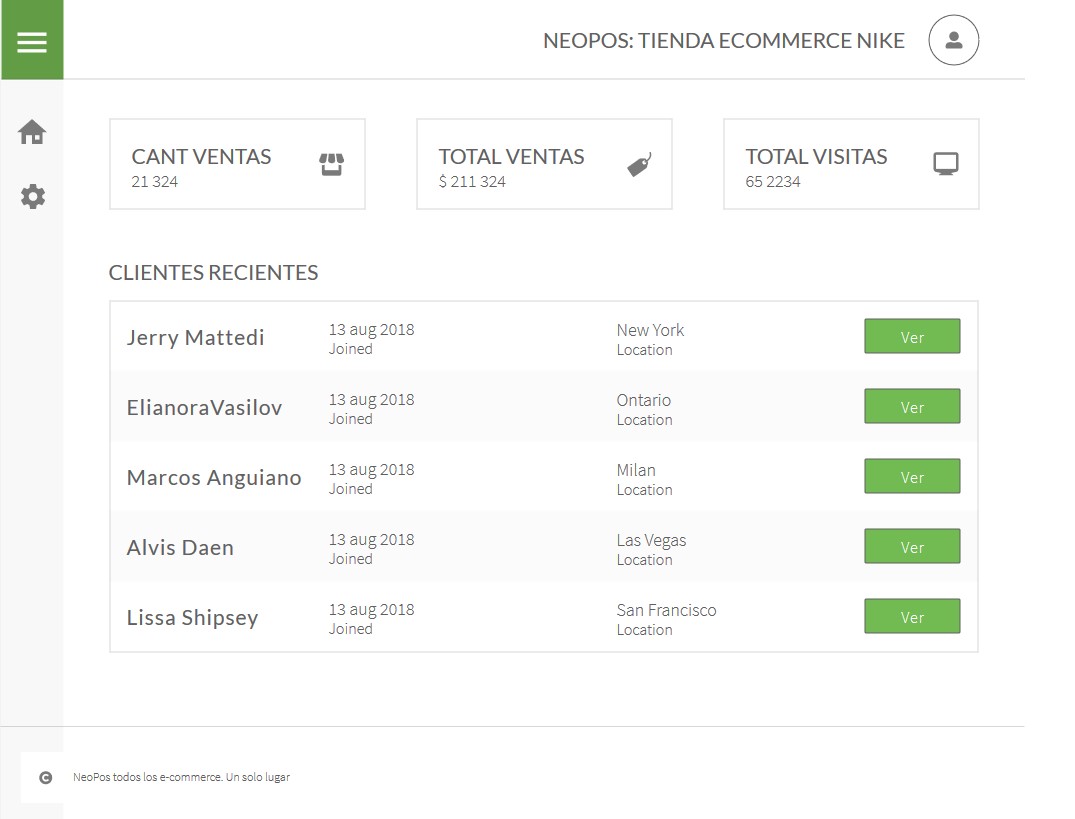 NEOPOS: TIENDA ECOMMERCE NIKE
CANT VENTAS
21 324
TOTAL VENTAS
$ 211 324
TOTAL VISITAS
65 2234
CLIENTES RECIENTES
Jerry Mattedi
13 aug 2018
Joined
New York
Location
Ver
ElianoraVasilov
13 aug 2018
Joined
Ontario
Location
Ver
Marcos Anguiano
13 aug 2018
Joined
Milan
Location
Ver
Alvis Daen
13 aug 2018
Joined
Las Vegas
Location
Ver
Lissa Shipsey
13 aug 2018
Joined
San Francisco
Location
Ver
NeoPos todos los e-commerce. Un solo lugar